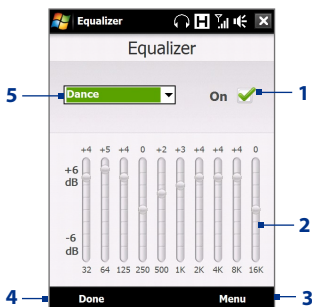 Equalizer
H
Equalizer
5
Dance
On
1
+4 +5 +4 0 +2 +3 +4 +4 +4 0
+6
dB
-6
dB
2
32 64 125 250 500 1K 2K 4K 8K 16K
4
Done
Menu
3